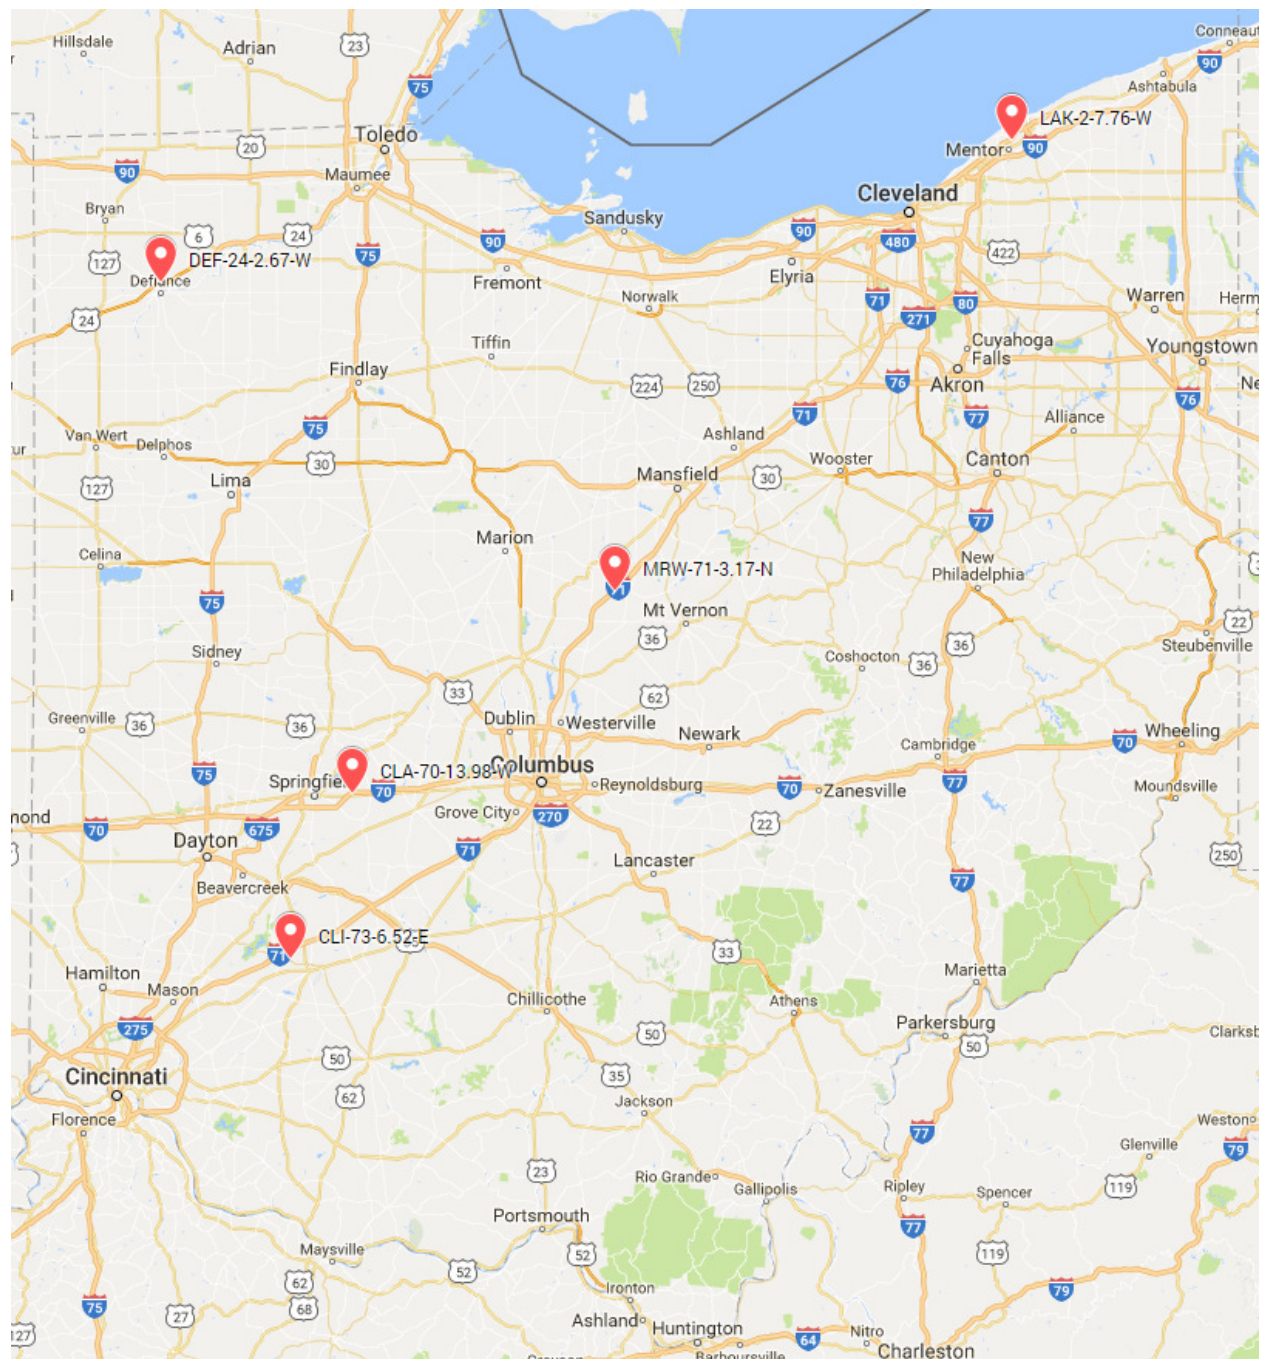 Conneaut
Hillsdale
Adrian
23
90
75
Ashtabula
LAK-2-7.76-W
Toledo
20
Mentor
90
90
Maumee
Cleveland
Bryan
Sandusky
6
24
90
90
480
422
127
DEF-24-2.67-W
75
Elyria
Defiance
Fremont
Norwalk
71
80
Warren
Herm
24
271
Tiffin
Cuyahoga
Falls
Youngstown
Findlay
224
250
76
Akron
Ne
76
71
77
Alliance
75
Van Wert
Delphos
Ashland
ur
30
Mansfield
30
Wooster
Canton
Lima
127
77
Marion
Celina
New
Philadelphia
MRW-71-3.17-N
71
75
Mt Vernon
22
36
36
Steubenville
Sidney
Coshocton
36
33
62
Greenville
36
36
Dublin
Westerville
Newark
Wheeling
70
Cambridge
75
CLA-70-13.98-W
Columbus
Springfie
70
Reynoldsburg
70
Zanesville
77
Moundsville
mond
Grove City
270
70
675
22
Dayton
71
250
Lancaster
77
Beavercreek
CLI-73-6.52-E
71
33
Hamilton
Marietta
Mason
Chillicothe
Athens
275
Parkersburg
50
50
50
Clarksb
Cincinnati
35
62
Jackson
Florence
77
Weston
Glenville
79
23
Rio Grande
Gallipolis
Ripley
119
Spencer
Portsmouth
77
Maysville
52
119
52
62
Ironton
79
75
68
27
127
Ashland
Huntington
64
Nitro
Charleston
Barboursville